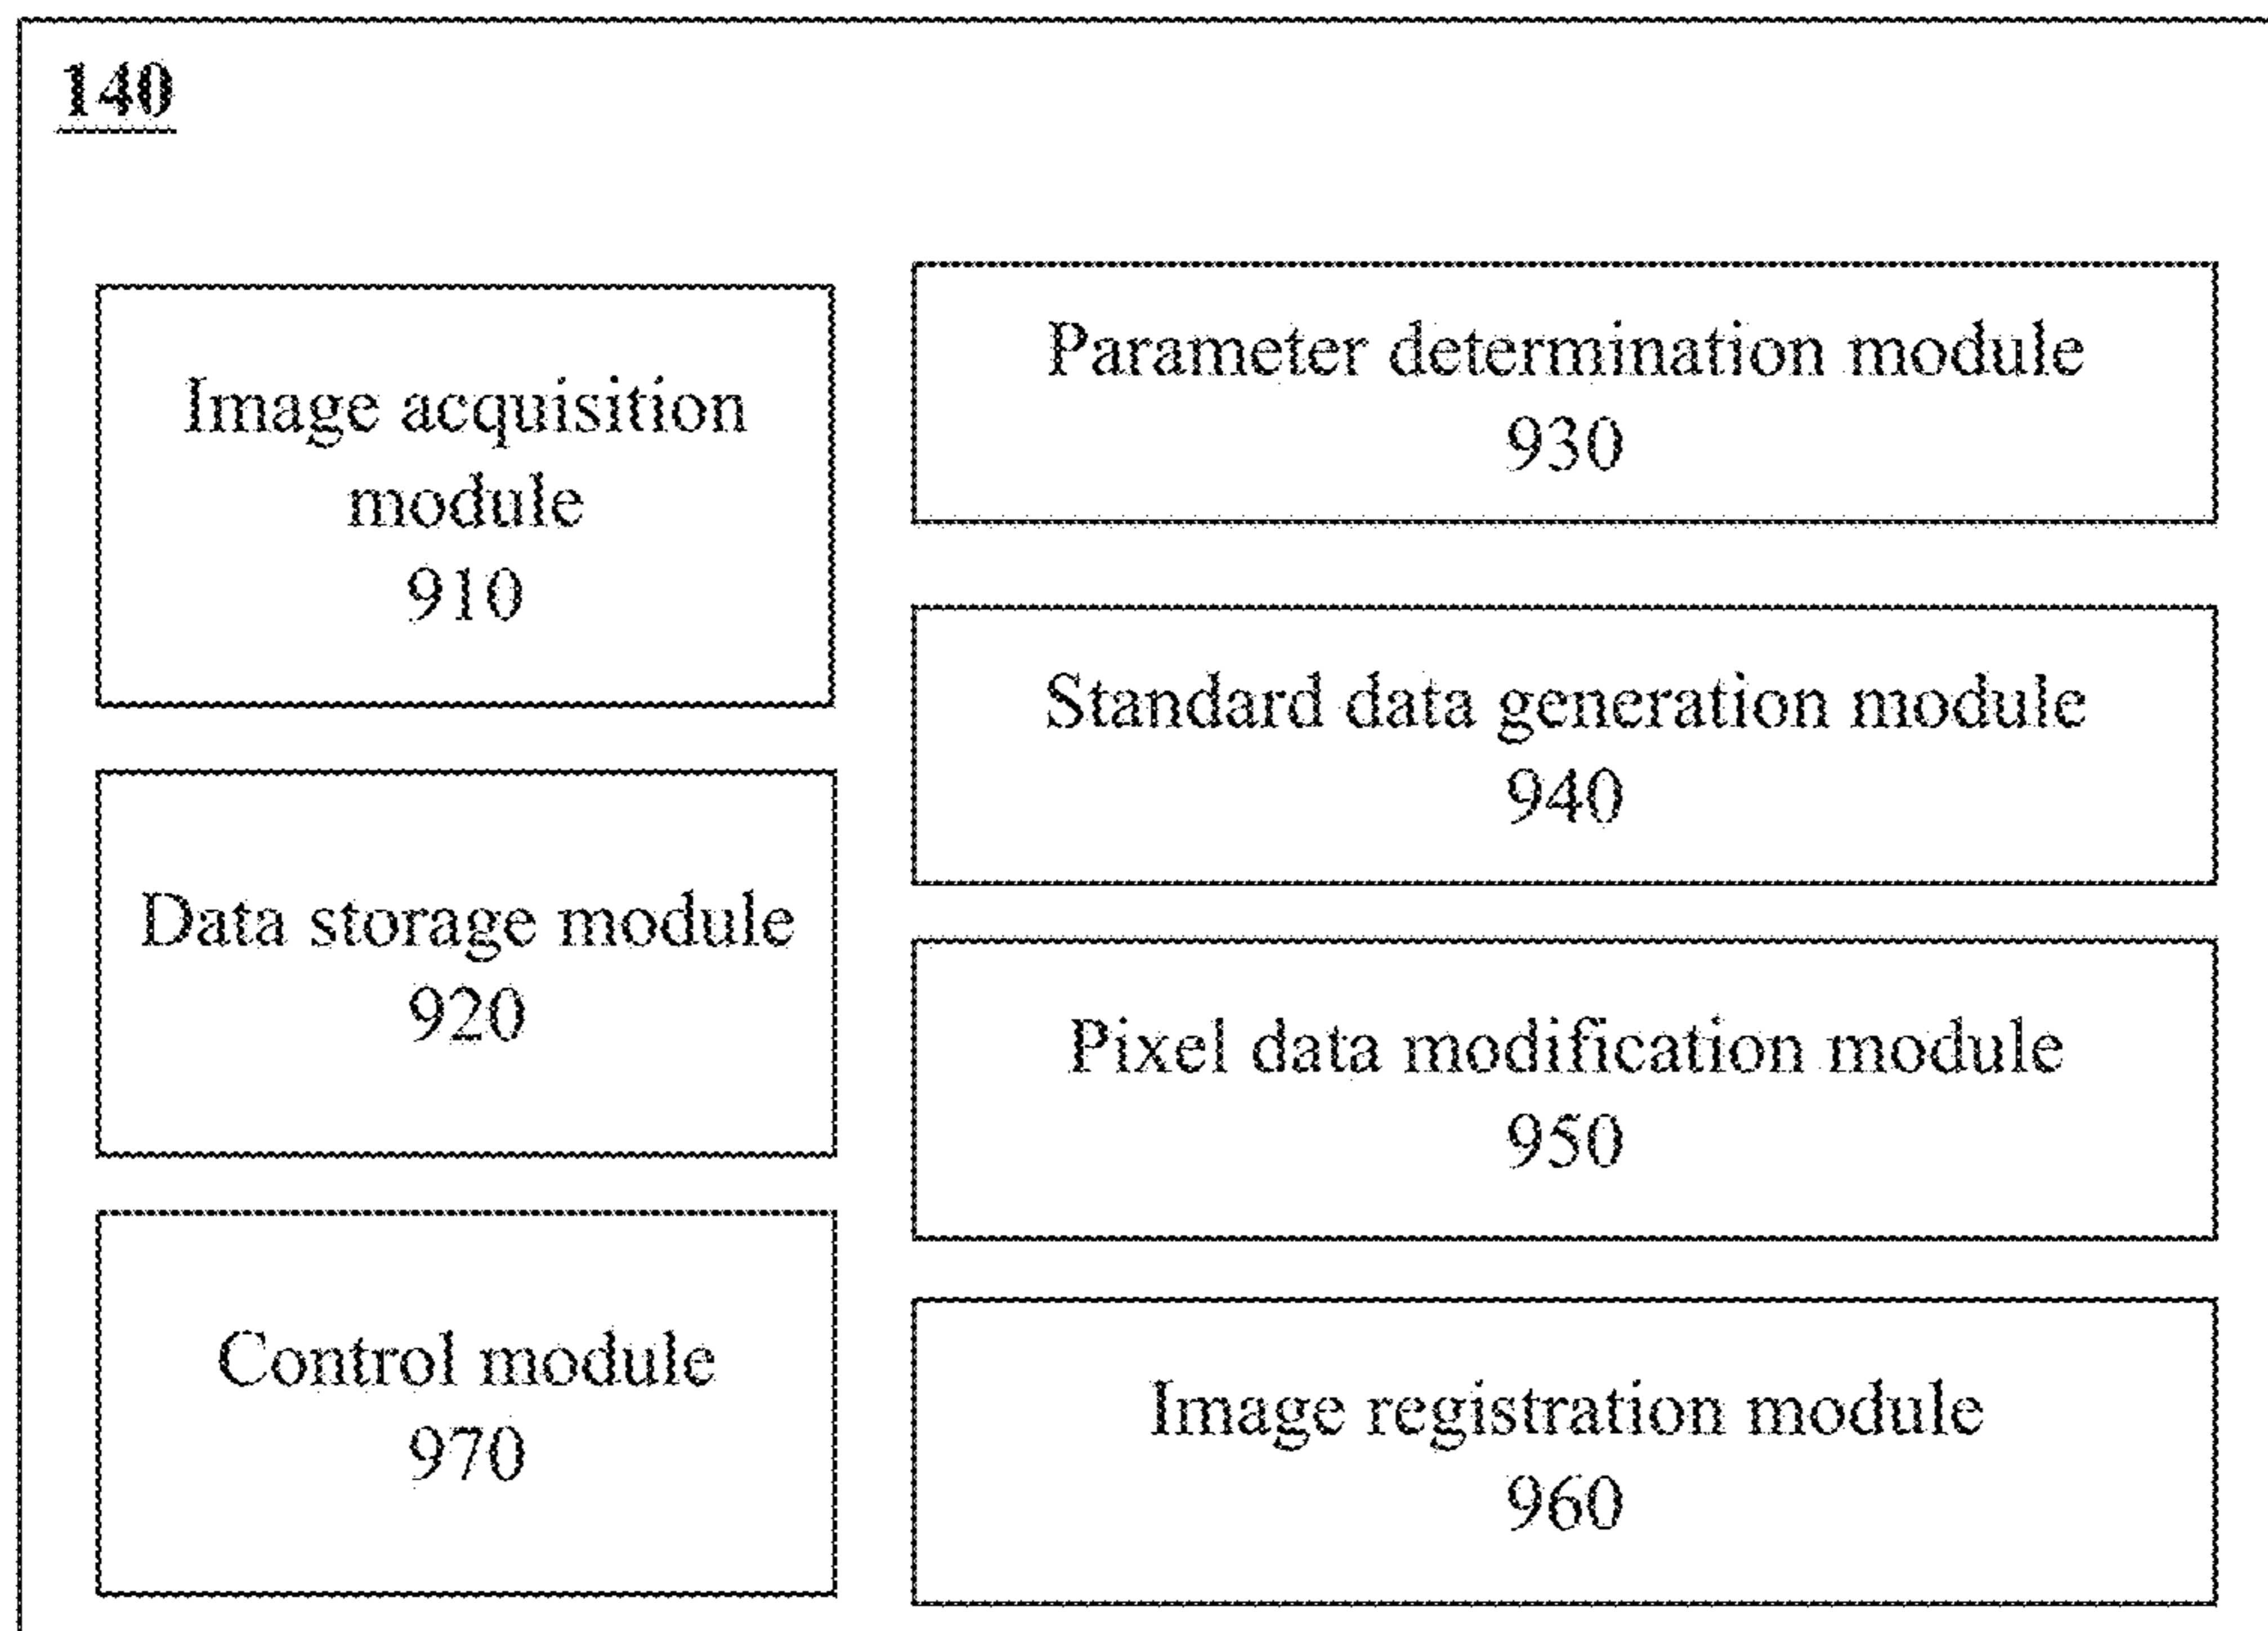 140
Image acquisition
module
910
Data storage module
920
Control module
970
Parameter determination module
930
Standard data generation module
940
Pixel data modification module
950
Image registration module
960